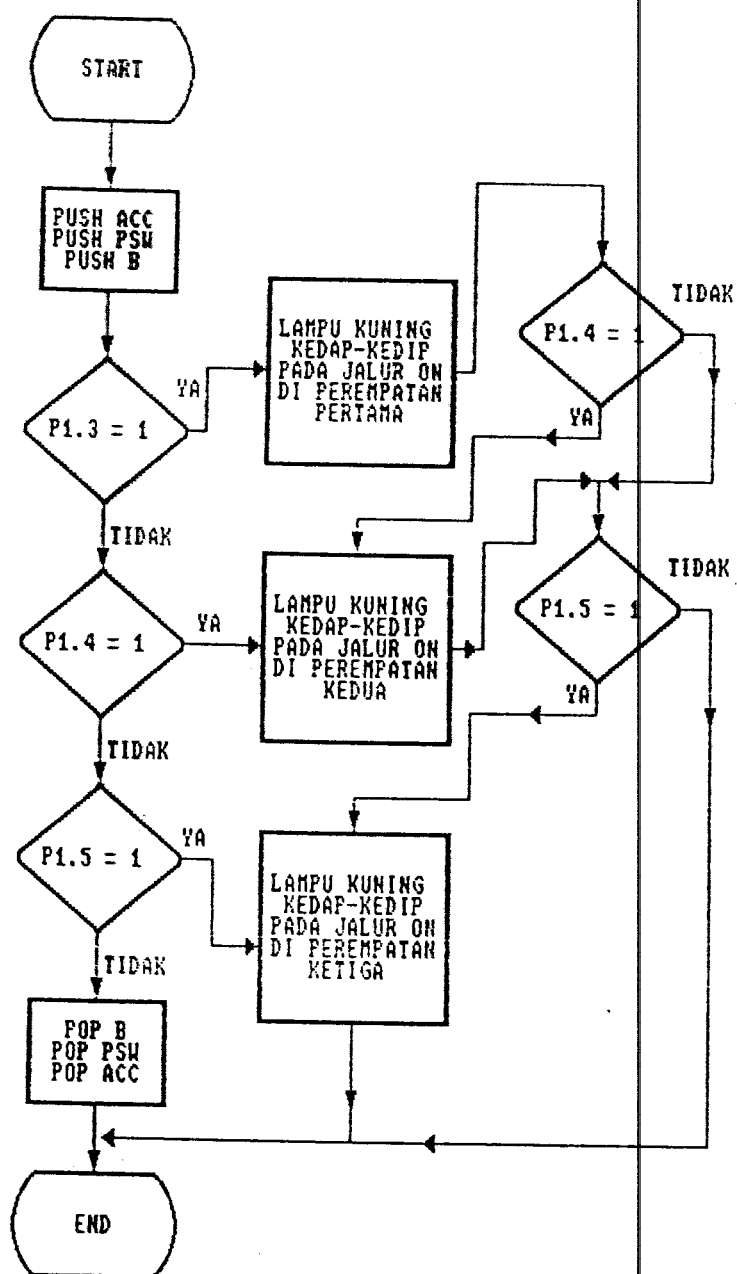 START
PUSH ACC
PUSH PSW
PUSH B
P1.3 = 1
YA
LAMPU KUNING
KEDAP-KEDIP
PADA JALUR ON
DI PEREMPATAN
PERTAMA
P1.4 = 1
TIDAK
YA
TIDAK
P1.4 = 1
YA
LAMPU KUNING
KEDAP-KEDIP
PADA JALUR ON
DI PEREMPATAN
KEDUA
P1.5 = 1
TIDAK
YA
TIDAK
P1.5 = 1
YA
LAMPU KUNING
KEDAP-KEDIP
PADA JALUR ON
DI PEREMPATAN
KETIGA
TIDAK
POP B
POP PSW
POP ACC
END